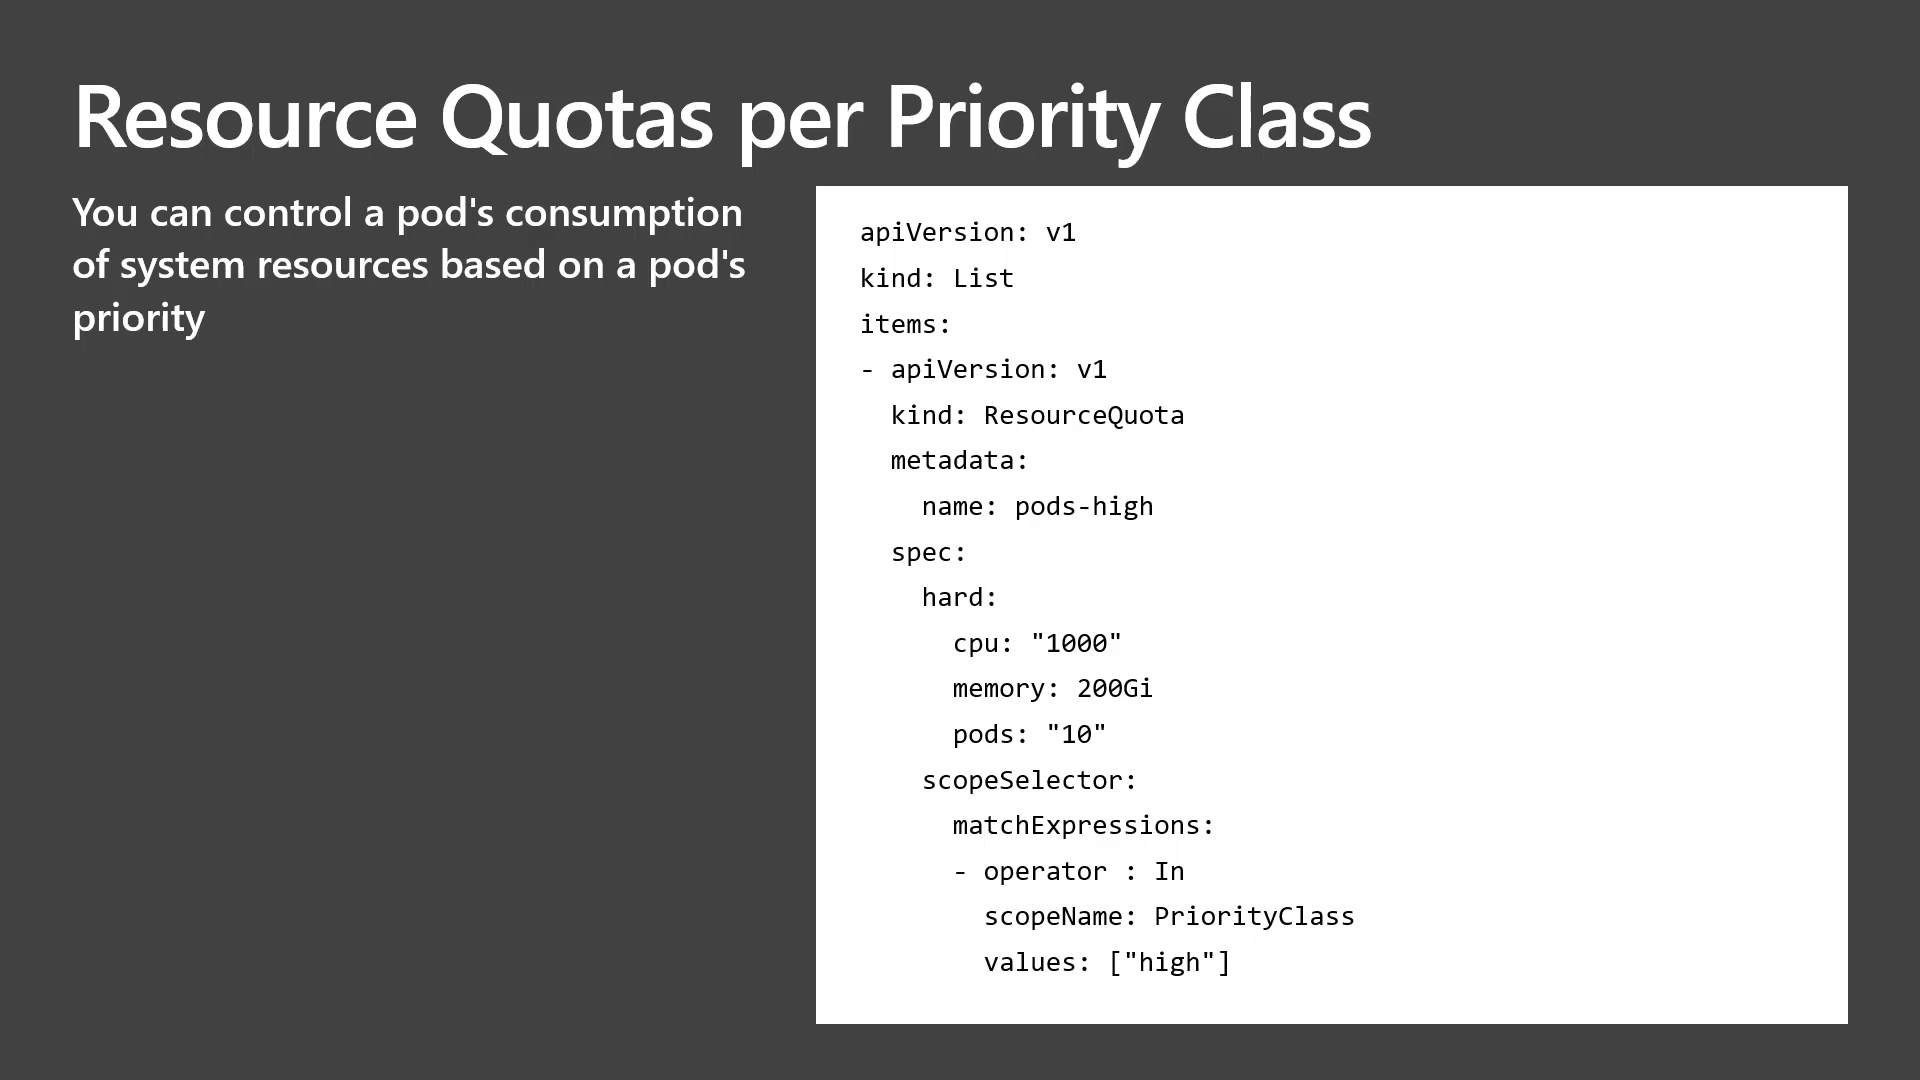 Resource Quotas per Priority Class
You can control a pod's consumption
of system resources based on a pod's
priority
apiVersion: v1
kind: List
items:
- apiVersion: v1
  kind: ResourceQuota
  metadata:
    name: pods-high
  spec:
    hard:
      cpu: "1000"
      memory: 200Gi
      pods: "10"
    scopeSelector:
      matchExpressions:
      - operator : In
        scopeName: PriorityClass
        values: ["high"]